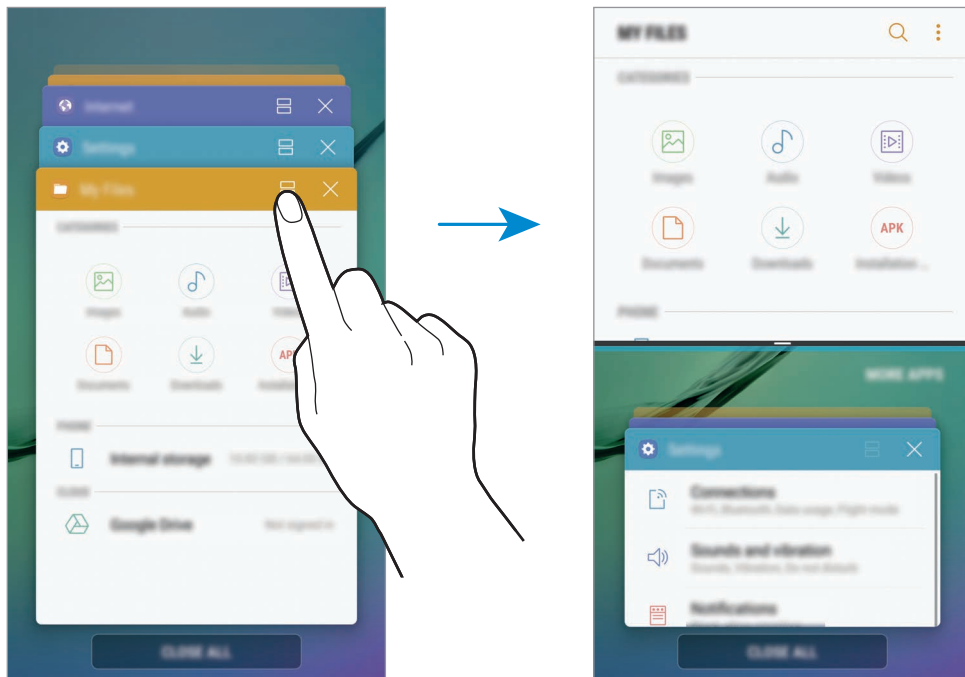 Internet
Settings
My Files
CATEGORIES
Images
Audio
Videos
Documents
Downloads
APK
PHONE
Internal storage
CLOUD
Google Drive
Not signed in
CLOSE ALL
MY FILES
CATEGORIES
Images
Audio
Videos
Documents
Downloads
APK
Installation ...
PHONE
MORE APPS
Settings
Connections
Wi-Fi, Bluetooth, Data usage, Flight mode
Sounds and vibration
Sounds, Vibration, Do not disturb
Notifications
CLOSE ALL